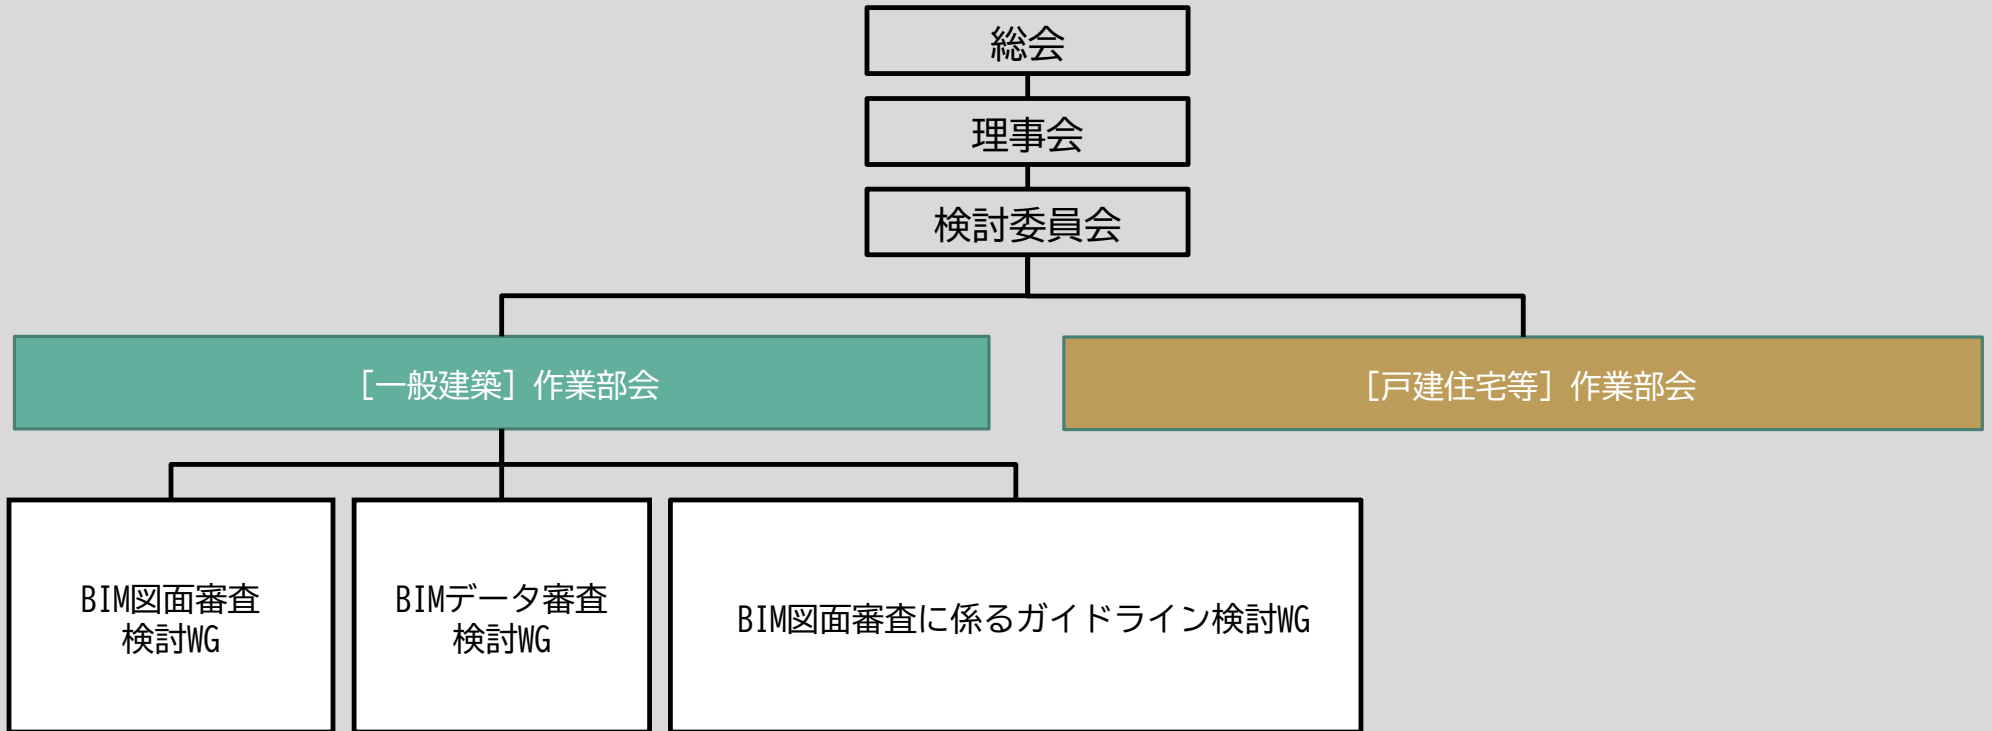 総会
理事会
検討委員会
［一般建築］作業部会
［戸建住宅等］作業部会
BIM図面審査
検討WG
BIMデータ審査
検討WG
BIM図面審査に係るガイドライン検討WG